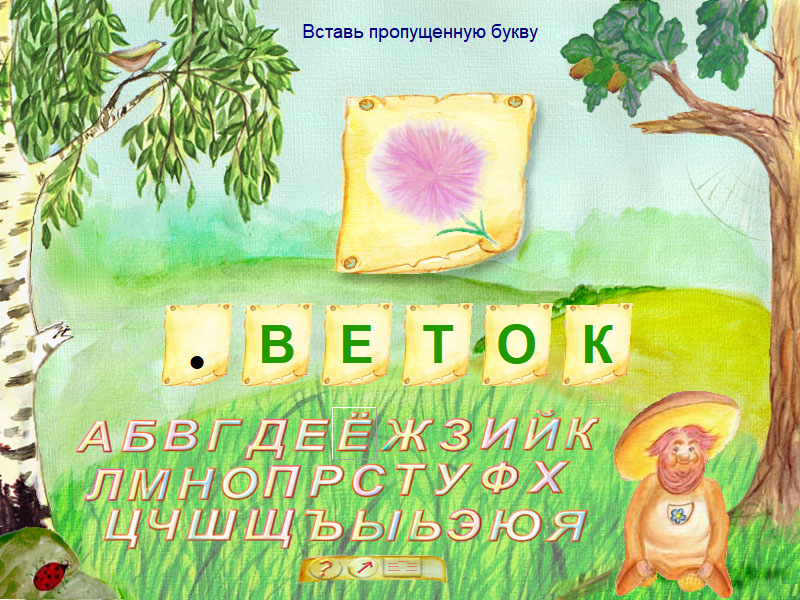 Вставь пропущенную букву
. В Е Т О К
А Б В Г Д Е Ё Ж З И Й К
Л М Н О П Р С Т У Ф Х
Ц Ч Ш Щ Ъ Ы Ь Э Ю Я
?